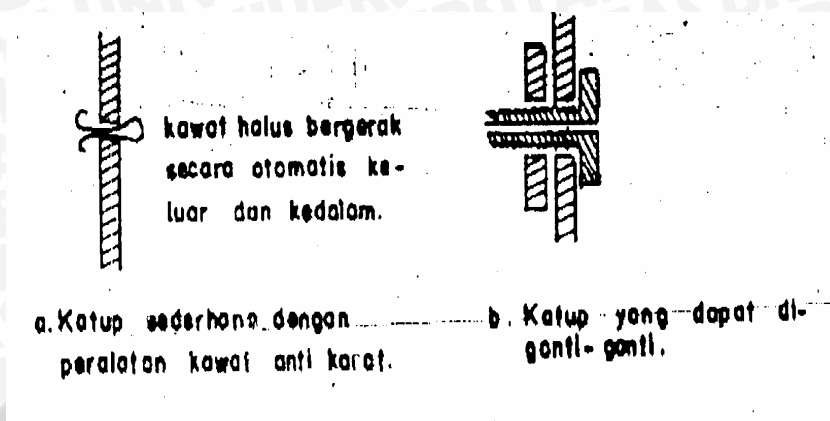 kawat halus bergerak
secara otomatis ke-
luar dan kedalam.
a. Katup sederhana dengan
peralatan kawat anti karat.
b. Katup yang dapat di-
ganti- ganti.